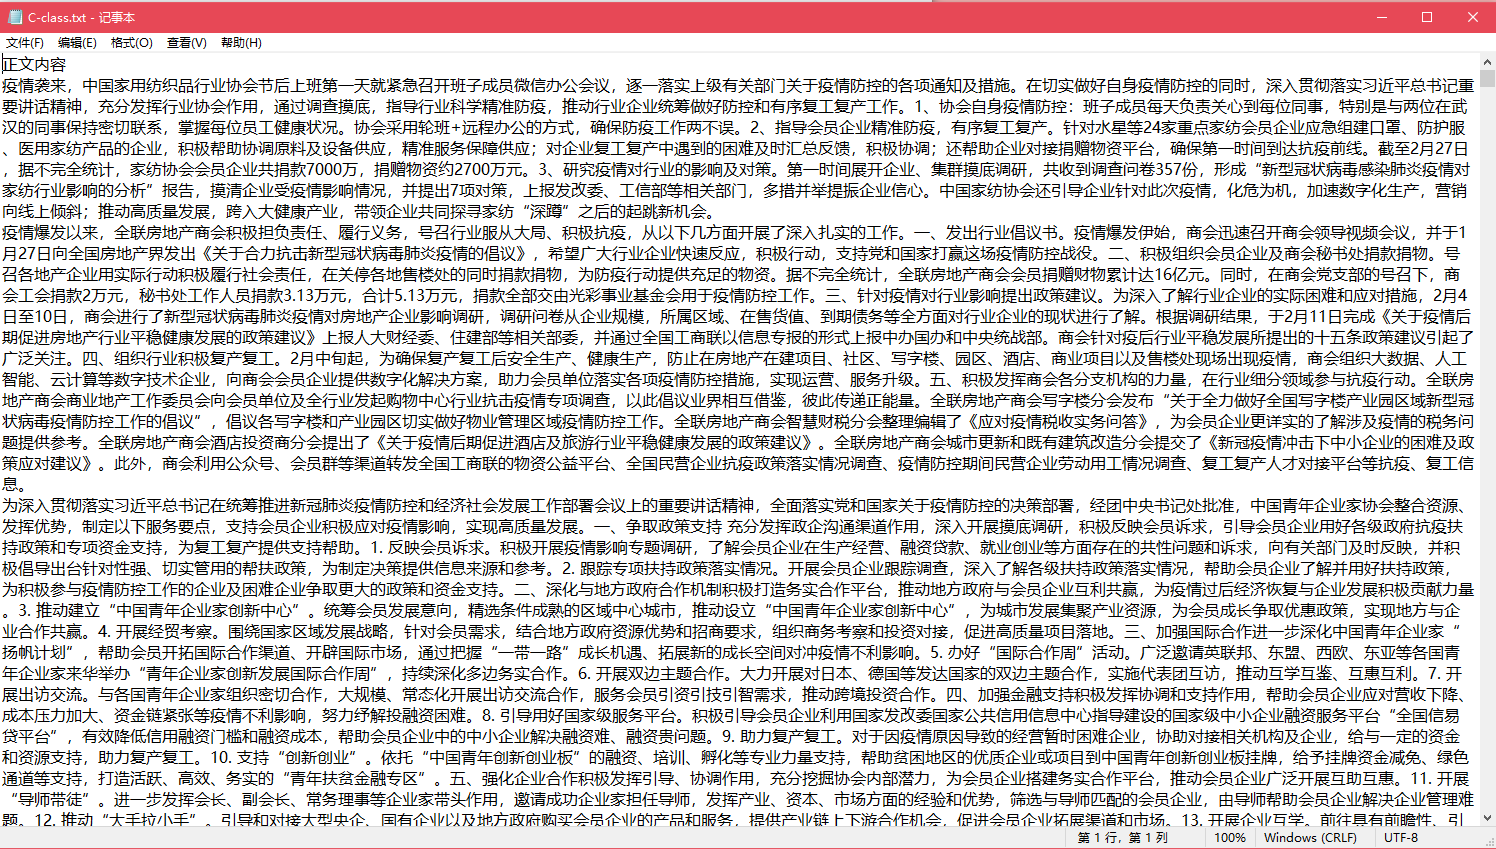 C-class.txt - 记事本
文件(F) 编辑(E) 格式(O) 查看(V) 帮助(H)
正文内容
疫情袭来，中国家用纺织品行业协会节后上班第一天就紧急召开班子成员微信办公会议，逐一落实上级有关部门关于疫情防控的各项通知及措施。在切实做好自身疫情防控的同时，深入贯彻落实习近平总书记重
要讲话精神，充分发挥行业协会作用，通过调查摸底，指导行业科学精准防疫，推动行业企业统筹做好防控和有序复工复产工作。1、协会自身疫情防控：班子成员每天负责关心到每位同事，特别是与两位在武
汉的同事保持密切联系，掌握每位员工健康状况。协会采用轮班+远程办公的方式，确保防疫工作两不误。2、指导会员企业精准防疫，有序复工复产。针对水星等24家重点家纺会员企业应急组建口罩、防护服
、医用家纺产品的企业，积极帮助协调原料及设备供应，精准服务保障供应；对企业复工复产中遇到的困难及时汇总反馈，积极协调；还帮助企业对接捐赠物资平台，确保第一时间到达抗疫前线。截至2月27日
，据不完全统计，家纺协会会员企业共捐款7000万，捐赠物资约2700万元。3、研究疫情对行业的影响及对策。第一时间展开企业、集群摸底调研，共收到调查问卷357份，形成“新型冠状病毒感染肺炎疫情对
家纺行业影响的分析”报告，摸清企业受疫情影响情况，并提出7项对策，上报发改委、工信部等相关部门，多措并举提振企业信心。中国家纺协会还引导企业针对此次疫情，化危为机，加速数字化生产，营销
向线上倾斜；推动高质量发展，跨入大健康产业，带领企业共同探寻家纺“深蹲”之后的起跳新机会。
疫情爆发以来，全联房地产商会积极担负责任、履行义务，号召行业服从大局、积极抗疫，从以下几方面开展了深入扎实的工作。一、发出行业倡议书。疫情爆发伊始，商会迅速召开商会领导视频会议，并于1
月27日向全国房地产界发出《关于合力抗击新型冠状病毒肺炎疫情的倡议》，希望广大行业企业快速反应，积极行动，支持党和国家打赢这场疫情防控战役。二、积极组织会员企业及商会秘书处捐款捐物。号
召各地产企业用实际行动积极履行社会责任，在关停各地售楼处的同时捐款捐物，为防疫行动提供充足的物资。据不完全统计，全联房地产商会会员捐赠财物累计达16亿元。同时，在商会党支部的号召下，商
会工会捐款2万元，秘书处工作人员捐款3.13万元，合计5.13万元，捐款全部交由光彩事业基金会用于疫情防控工作。三、针对疫情对行业影响提出政策建议。为深入了解行业企业的实际困难和应对措施，2月4
日至10日，商会进行了新型冠状病毒肺炎疫情对房地产企业影响调研，调研问卷从企业规模，所属区域、在售货值、到期债务等全方面对行业企业的现状进行了解。根据调研结果，于2月11日完成《关于疫情后
期促进房地产行业平稳健康发展的政策建议》上报人大财经委、住建部等相关部委，并通过全国工商联以信息专报的形式上报中办国办和中央统战部。商会针对疫后行业平稳发展所提出的十五条政策建议引起了
广泛关注。四、组织行业积极复产复工。2月中旬起，为确保复产复工后安全生产、健康生产，防止在房地产在建项目、社区、写字楼、园区、酒店、商业项目以及售楼处现场出现疫情，商会组织大数据、人工
智能、云计算等数字技术企业，向商会会员企业提供数字化解决方案，助力会员单位落实各项疫情防控措施，实现运营、服务升级。五、积极发挥商会各分支机构的力量，在行业细分领域参与抗疫行动。全联房
地产商会商业地产工作委员会向会员单位及全行业发起购物中心行业抗击疫情专项调查，以此倡议业界相互借鉴，彼此传递正能量。全联房地产商会写字楼分会发布“关于全力做好全国写字楼产业园区域新型冠
状病毒疫情防控工作的倡议”，倡议各写字楼和产业园区切实做好物业管理区域疫情防控工作。全联房地产商会智慧财税分会整理编辑了《应对疫情税收实务问答》，为会员企业更详实的了解涉及疫情的税务问
题提供参考。全联房地产商会酒店投资商分会提出了《关于疫情后期促进酒店及旅游行业平稳健康发展的政策建议》。全联房地产商会城市更新和既有建筑改造分会提交了《新冠疫情冲击下中小企业的困难及政
策应对建议》。此外，商会利用公众号、会员群等渠道转发全国工商联的物资公益平台、全国民营企业抗疫政策落实情况调查、疫情防控期间民营企业劳动用工情况调查、复工复产人才对接平台等抗疫、复工信
息。
为深入贯彻落实习近平总书记在统筹推进新冠肺炎疫情防控和经济社会发展工作部署会议上的重要讲话精神，全面落实党和国家关于疫情防控的决策部署，经团中央书记处批准，中国青年企业家协会整合资源、
发挥优势，制定以下服务要点，支持会员企业积极应对疫情影响，实现高质量发展。一、争取政策支持 充分发挥政企沟通渠道作用，深入开展摸底调研，积极反映会员诉求，引导会员企业用好各级政府抗疫扶
持政策和专项资金支持，为复工复产提供支持帮助。1. 反映会员诉求。积极开展疫情影响专题调研，了解会员企业在生产经营、融资贷款、就业创业等方面存在的共性问题和诉求，向有关部门及时反映，并积
极倡导出台针对性强、切实管用的帮扶政策，为制定决策提供信息来源和参考。2. 跟踪专项扶持政策落实情况。开展会员企业跟踪调查，深入了解各级扶持政策落实情况，帮助会员企业了解并用好扶持政策，
为积极参与疫情防控工作的企业及困难企业争取更大的政策和资金支持。二、深化与地方政府合作机制积极打造务实合作平台，推动地方政府与会员企业互利共赢，为疫情过后经济恢复与企业发展积极贡献力量
。3. 推动建立“中国青年企业家创新中心”。统筹会员发展意向，精选条件成熟的区域中心城市，推动设立“中国青年企业家创新中心”，为城市发展集聚产业资源，为会员成长争取优惠政策，实现地方与企
业合作共赢。4. 开展经贸考察。围绕国家区域发展战略，针对会员需求，结合地方政府资源优势和招商要求，组织商务考察和投资对接，促进高质量项目落地。三、加强国际合作进一步深化中国青年企业家“
扬帆计划”，帮助会员开拓国际合作渠道、开辟国际市场，通过把握“一带一路”成长机遇、拓展新的成长空间对冲疫情不利影响。5. 办好“国际合作周”活动。广泛邀请英联邦、东盟、西欧、东亚等各国青
年企业家来华举办“青年企业家创新发展国际合作周”，持续深化多边务实合作。6. 开展双边主题合作。大力开展对日本、德国等发达国家的双边主题合作，实施代表团互访，推动互学互鉴、互惠互利。7. 开
展出访交流。与各国青年企业家组织密切合作，大规模、常态化开展出访交流合作，服务会员引资引技引智需求，推动跨境投资合作。四、加强金融支持积极发挥协调和支持作用，帮助会员企业应对营收下降、
成本压力加大、资金链紧张等疫情不利影响，努力纾解投融资困难。8. 引导用好国家级服务平台。积极引导会员企业利用国家发改委国家公共信用信息中心指导建设的国家级中小企业融资服务平台“全国信易
贷平台”，有效降低信用融资门槛和融资成本，帮助会员企业中的中小企业解决融资难、融资贵问题。9. 助力复产复工。对于因疫情原因导致的经营暂时困难企业，协助对接相关机构及企业，给与一定的资金
和资源支持，助力复产复工。10. 支持“创新创业”。依托“中国青年创新创业板”的融资、培训、孵化等专业力量支持，帮助贫困地区的优质企业或项目到中国青年创新创业板挂牌，给予挂牌资金减免、绿色
通道等支持，打造活跃、高效、务实的“青年扶贫金融专区”。五、强化企业合作积极发挥引导、协调作用，充分挖掘协会内部潜力，为会员企业搭建务实合作平台，推动会员企业广泛开展互助互惠。11. 开展
“导师带徒”。进一步发挥会长、副会长、常务理事等企业家带头作用，邀请成功企业家担任导师，发挥产业、资本、市场方面的经验和优势，筛选与导师匹配的会员企业，由导师帮助会员企业解决企业管理难
题。12. 推动“大手拉小手”。引导和对接大型央企、国有企业以及地方政府购买会员企业的产品和服务，提供产业链上下游合作机会，促进会员企业拓展渠道和市场。13. 开展企业互学。前往具有前瞻性、引
第 1 行，第 1 列 100% Windows (CRLF) UTF-8